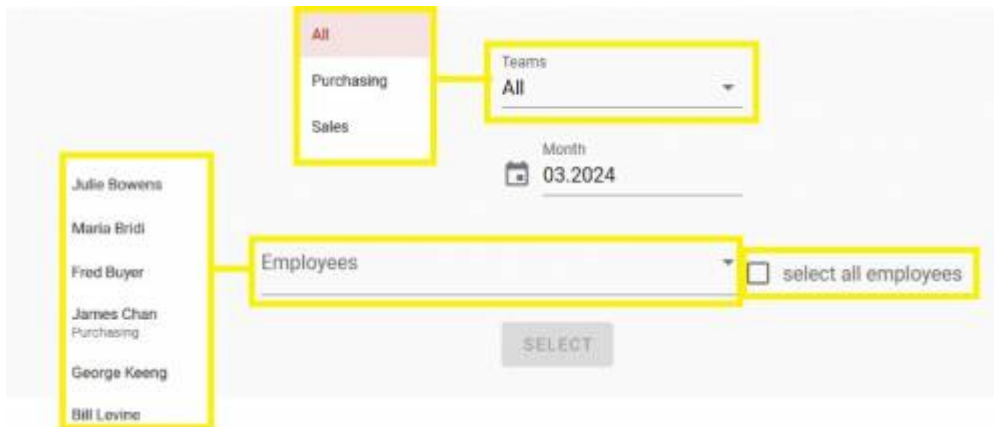 All
Purchasing
Sales
Teams
All
Month
03.2024
Julie Bowens
Maria Bridi
Fred Buyer
James Chan
Purchasing
George Keeng
Bill Levine
Employees
select all employees
SELECT